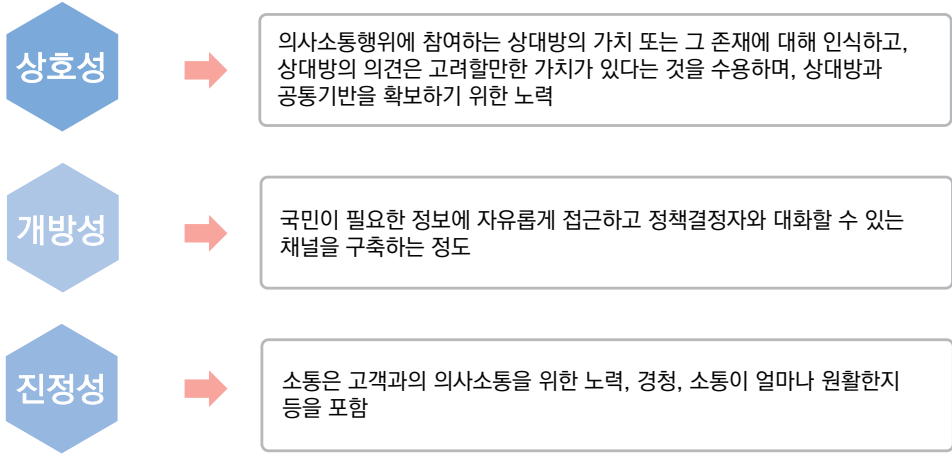 상호성
의사소통행위에 참여하는 상대방의 가치 또는 그 존재에 대해 인식하고,
상대방의 의견은 고려할만한 가치가 있다는 것을 수용하며, 상대방과
공통기반을 확보하기 위한 노력
개방성
국민이 필요한 정보에 자유롭게 접근하고 정책결정자와 대화할 수 있는
채널을 구축하는 정도
진정성
소통은 고객과의 의사소통을 위한 노력, 경청, 소통이 얼마나 원활한지
등을 포함